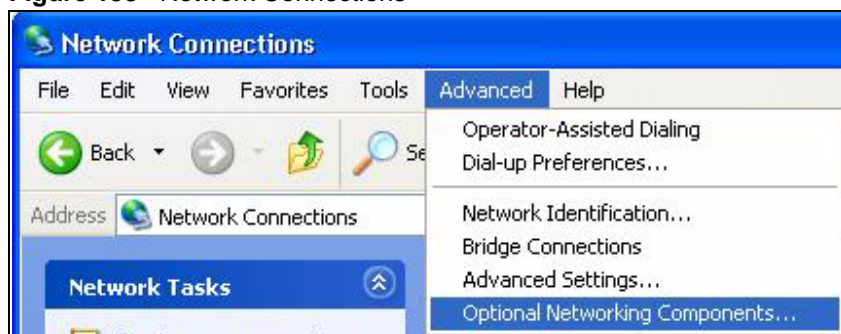 Network Connections
File Edit View Favorites Tools Advanced Help
Back
Operator-Assisted Dialing
Dial-up Preferences...
Address Network Connections
Network Identification...
Bridge Connections
Advanced Settings...
Optional Networking Components...
Network Tasks